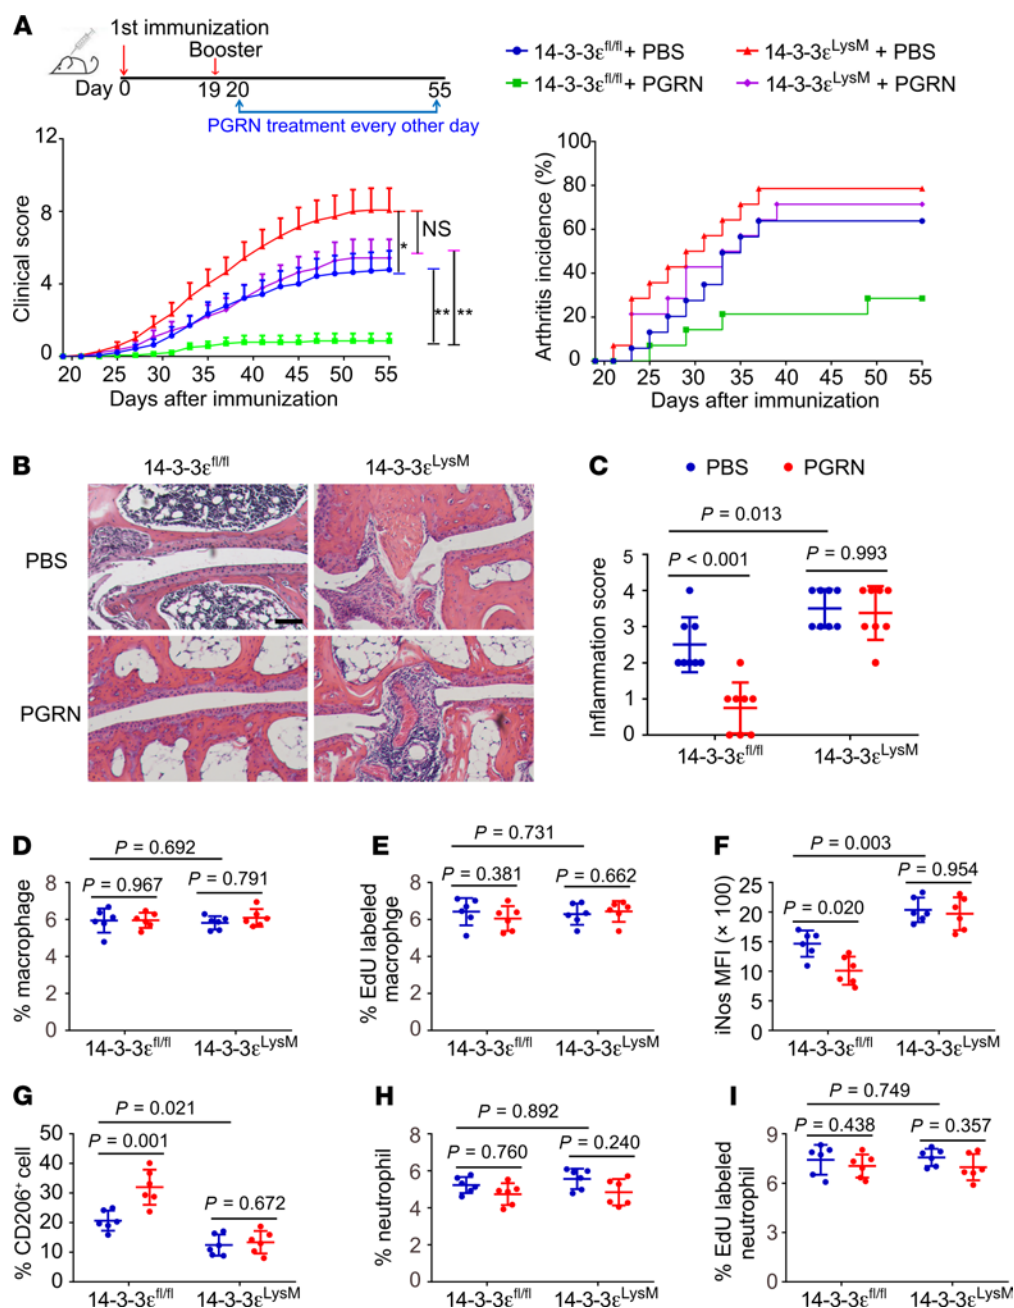 A
1st immunization
Booster
Day 0 19 20 55
PGRN treatment every other day
14-3-3ε^fl/fl + PBS
14-3-3ε^LysM + PBS
14-3-3ε^fl/fl + PGRN
14-3-3ε^LysM + PGRN
Clinical score
12
8
4
0
NS
*
**
**
20 25 30 35 40 45 50 55
Days after immunization
Arthritis incidence (%)
100
80
60
40
20
0
20 25 30 35 40 45 50 55
Days after immunization
B
14-3-3ε^fl/fl
14-3-3ε^LysM
PBS
PGRN
C
PBS
PGRN
P = 0.013
P < 0.001
P = 0.993
Inflammation score
5
4
3
2
1
0
14-3-3ε^fl/fl
14-3-3ε^LysM
D
P = 0.692
P = 0.967
P = 0.791
% macrophage
8
6
4
2
0
14-3-3ε^fl/fl
14-3-3ε^LysM
E
P = 0.731
P = 0.381
P = 0.662
% EdU labeled
macrophge
8
6
4
2
0
14-3-3ε^fl/fl
14-3-3ε^LysM
F
P = 0.003
P = 0.954
P = 0.020
iNos MFI (× 100)
25
20
15
10
5
0
14-3-3ε^fl/fl
14-3-3ε^LysM
G
P = 0.021
P = 0.001
P = 0.672
% CD206⁺ cell
50
40
30
20
10
0
14-3-3ε^fl/fl
14-3-3ε^LysM
H
P = 0.892
P = 0.760
P = 0.240
% neutrophil
8
6
4
2
0
14-3-3ε^fl/fl
14-3-3ε^LysM
I
P = 0.749
P = 0.438
P = 0.357
% EdU labeled
neutrophil
9
6
3
0
14-3-3ε^fl/fl
14-3-3ε^LysM